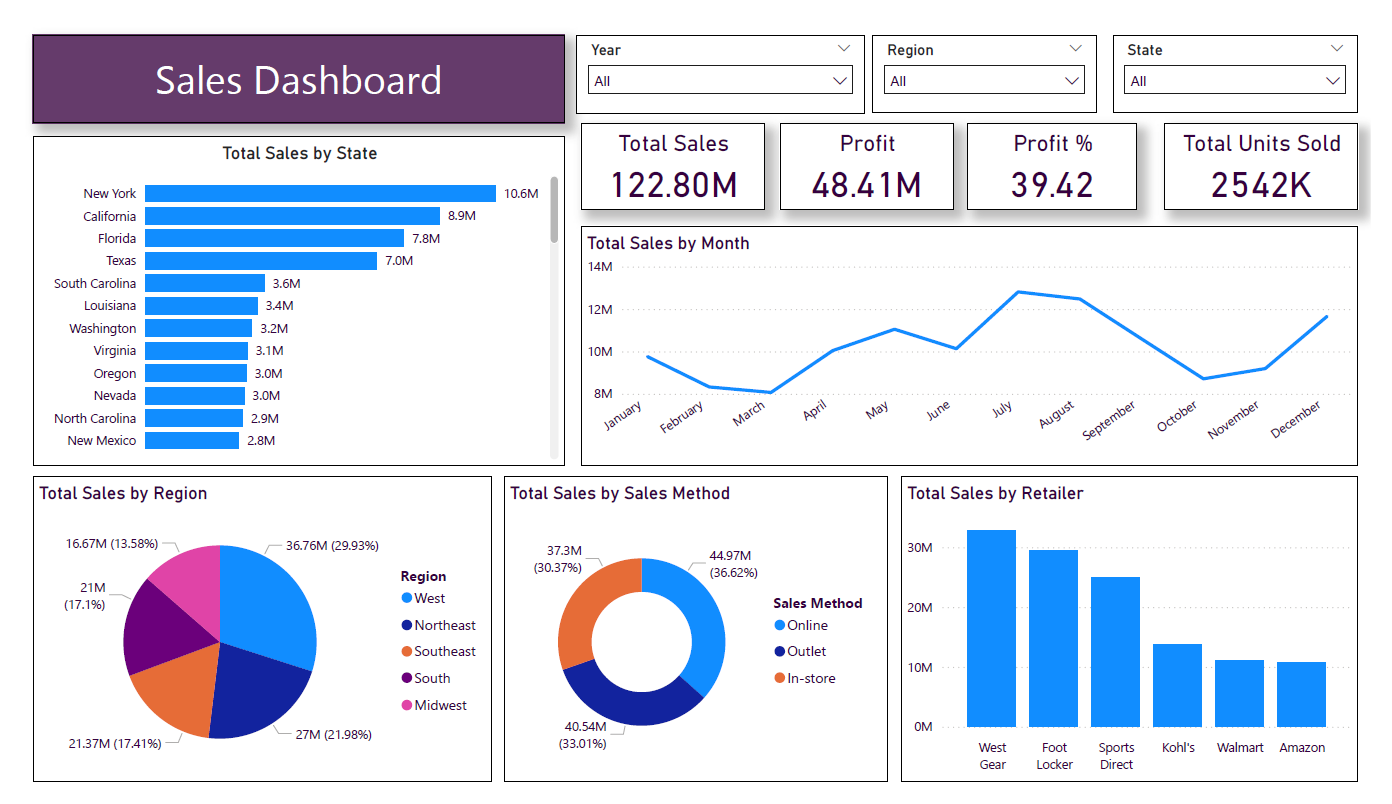 Sales Dashboard
Year
All
Region
All
State
All
Total Sales
122.80M
Profit
48.41M
Profit %
39.42
Total Units Sold
2542K
Total Sales by State
New York 10.6M
California 8.9M
Florida 7.8M
Texas 7.0M
South Carolina 3.6M
Louisiana 3.4M
Washington 3.2M
Virginia 3.1M
Oregon 3.0M
Nevada 3.0M
North Carolina 2.9M
New Mexico 2.8M
Total Sales by Month
14M
12M
10M
8M
January February March April May June July August September October November December
Total Sales by Region
16.67M (13.58%)
36.76M (29.93%)
21M
(17.1%)
21.37M (17.41%)
27M (21.98%)
Region
West
Northeast
Southeast
South
Midwest
Total Sales by Sales Method
37.3M
(30.37%)
44.97M
(36.62%)
40.54M
(33.01%)
Sales Method
Online
Outlet
In-store
Total Sales by Retailer
30M
20M
10M
0M
West
Gear
Foot
Locker
Sports
Direct
Kohl's
Walmart
Amazon